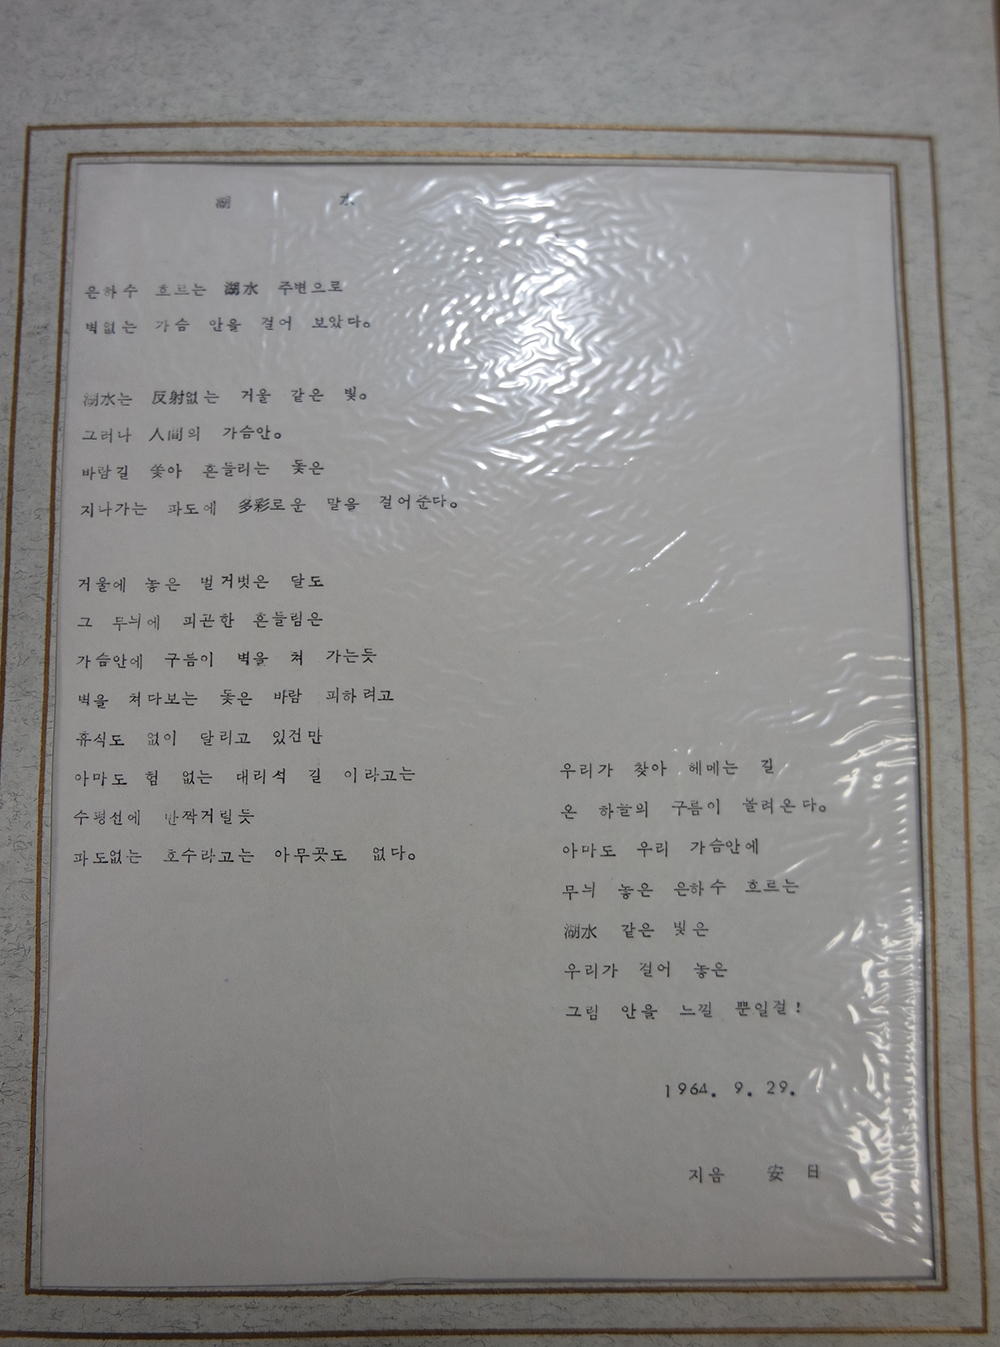 湖 水
은하수 흐르는 湖水 주변으로
벽없는 가슴 안을 걸어 보았다。
湖水는 反射없는 거울 같은 빛。
그러나 人間의 가슴안。
바람길 쫓아 흔들리는 돛은
지나가는 파도에 多彩로운 말을 걸어준다。
거울에 놓은 벌거벗은 달도
그 무늬에 피곤한 흔들림은
가슴안에 구름이 벽을 쳐 가는듯
벽을 쳐다보는 돛은 바람 피하려고
휴식도 없이 달리고 있건만
아마도 험 없는 대리석 길 이라고는
수평선에 반짝거릴듯
파도없는 호수라고는 아무곳도 없다。
우리가 찾아 헤메는 길
온 하늘의 구름이 몰려온다。
아마도 우리 가슴안에
무늬 놓은 은하수 흐르는
湖水 같은 빛은
우리가 걸어 놓은
그림 안을 느낄 뿐일걸!
1964. 9. 29.
지음 安 日